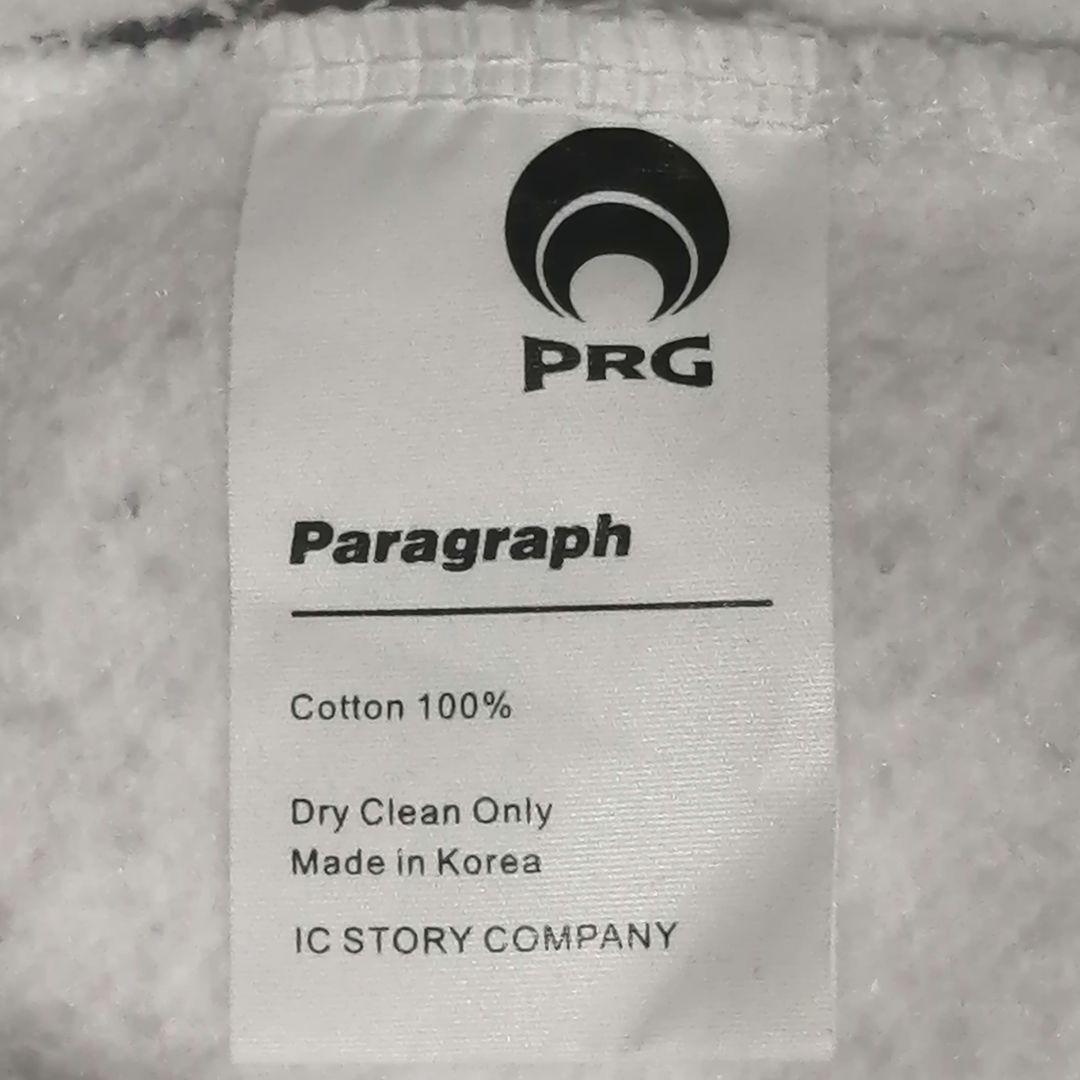 PRG
Paragraph
Cotton 100%
Dry Clean Only
Made in Korea
IC STORY COMPANY